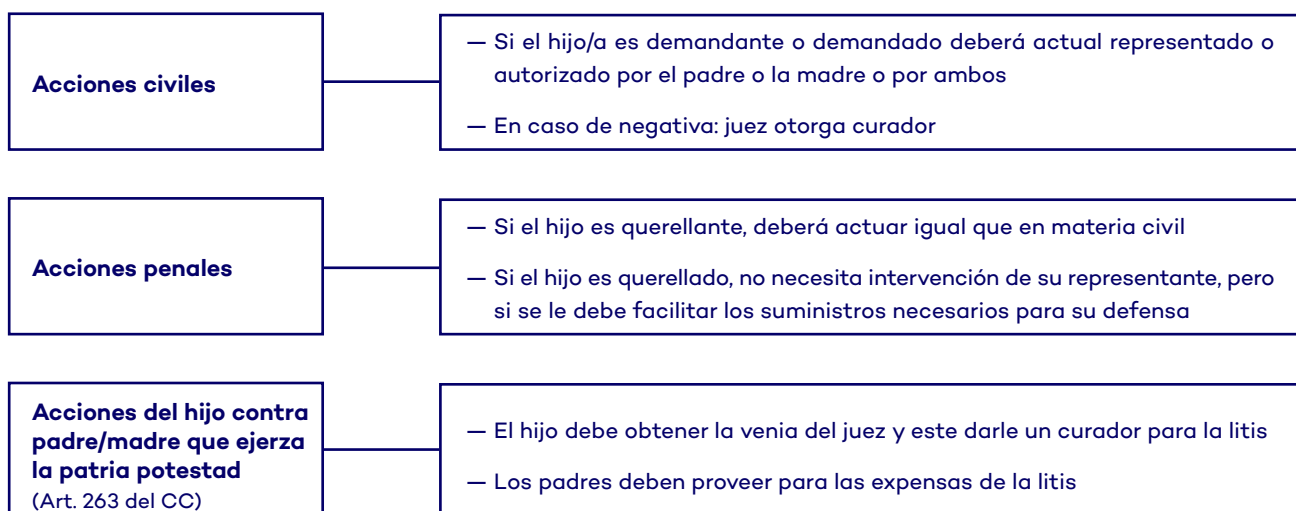 Acciones civiles
— Si el hijo/a es demandante o demandado deberá actual representado o
autorizado por el padre o la madre o por ambos
— En caso de negativa: juez otorga curador
Acciones penales
— Si el hijo es querellante, deberá actuar igual que en materia civil
— Si el hijo es querellado, no necesita intervención de su representante, pero
si se le debe facilitar los suministros necesarios para su defensa
Acciones del hijo contra
padre/madre que ejerza
la patria potestad
(Art. 263 del CC)
— El hijo debe obtener la venia del juez y este darle un curador para la litis
— Los padres deben proveer para las expensas de la litis